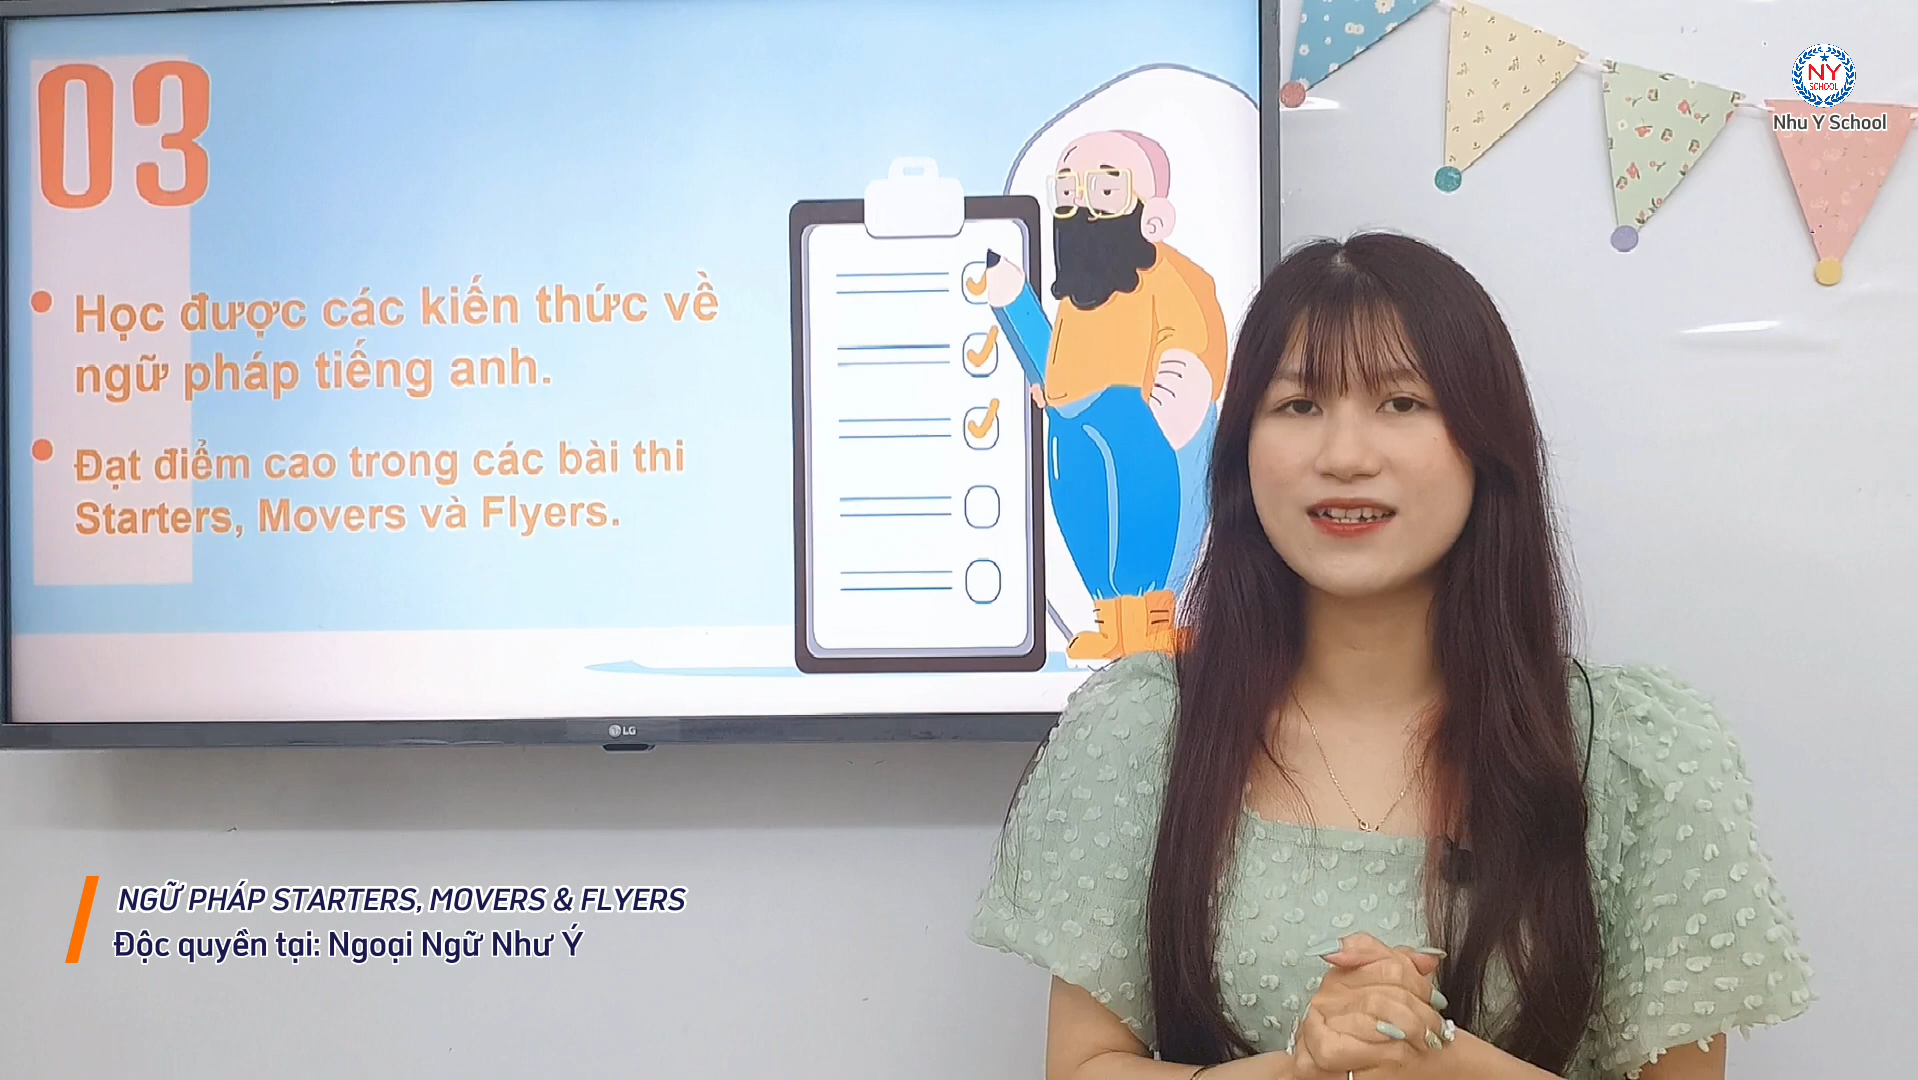 03
Học được các kiến thức về
ngữ pháp tiếng anh.
Đạt điểm cao trong các bài thi
Starters, Movers và Flyers.
LG
NY
SCHOOL
Nhu Y School
NGỮ PHÁP STARTERS, MOVERS & FLYERS
Độc quyền tại: Ngoại Ngữ Như Ý